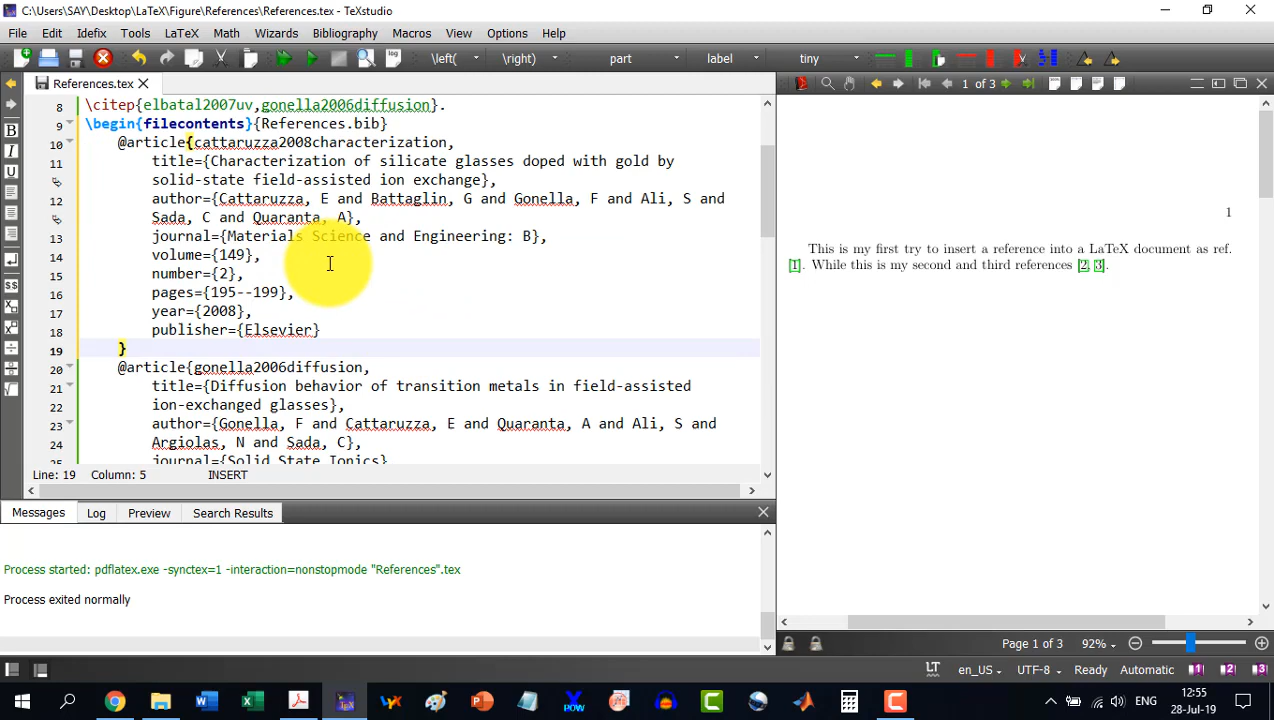 C:\Users\SAY\Desktop\LaTeX\Figure\References\References.tex - TeXstudio
File Edit Idefix Tools LaTeX Math Wizards Bibliography Macros View Options Help
\left( \right) part label tiny
References.tex
1 of 3
8 \citep{elbatal2007uv,gonella2006diffusion}.
9 \begin{filecontents}{References.bib}
10 @article{cattaruzza2008characterization,
11 title={Characterization of silicate glasses doped with gold by
solid-state field-assisted ion exchange},
12 author={Cattaruzza, E and Battaglin, G and Gonella, F and Ali, S and
Sada, C and Quaranta, A},
13 journal={Materials Science and Engineering: B},
14 volume={149},
15 number={2},
16 pages={195--199},
17 year={2008},
18 publisher={Elsevier}
19 }
20 @article{gonella2006diffusion,
21 title={Diffusion behavior of transition metals in field-assisted
22 ion-exchanged glasses},
23 author={Gonella, F and Cattaruzza, E and Quaranta, A and Ali, S and
24 Argiolas, N and Sada, C},
25 journal={Solid State Ionics}
Line: 19 Column: 5 INSERT
Messages Log Preview Search Results
Process started: pdflatex.exe -synctex=1 -interaction=nonstopmode "References".tex
Process exited normally
1
This is my first try to insert a reference into a LaTeX document as ref.
[1]. While this is my second and third references [2, 3].
Page 1 of 3 92%
LT en_US UTF-8 Ready Automatic 1 2 3
ENG
12:55
28-Jul-19